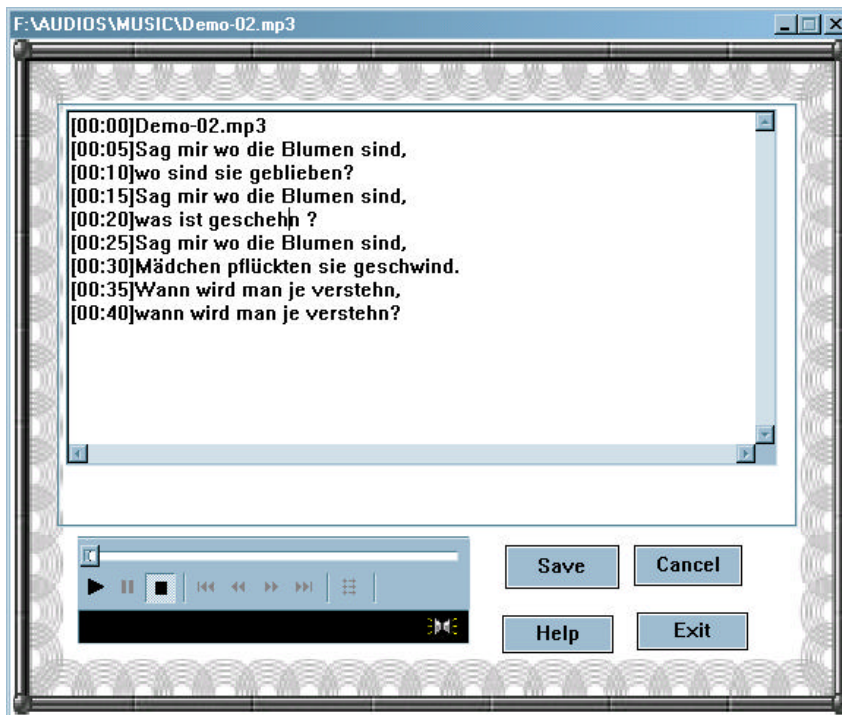 F:\AUDIOS\MUSIC\Demo-02.mp3
[00:00]Demo-02.mp3
[00:05]Sag mir wo die Blumen sind,
[00:10]wo sind sie geblieben?
[00:15]Sag mir wo die Blumen sind,
[00:20]was ist geschehn ?
[00:25]Sag mir wo die Blumen sind,
[00:30]Mädchen pflückten sie geschwind.
[00:35]Wann wird man je verstehn,
[00:40]wann wird man je verstehn?
Save
Cancel
Help
Exit